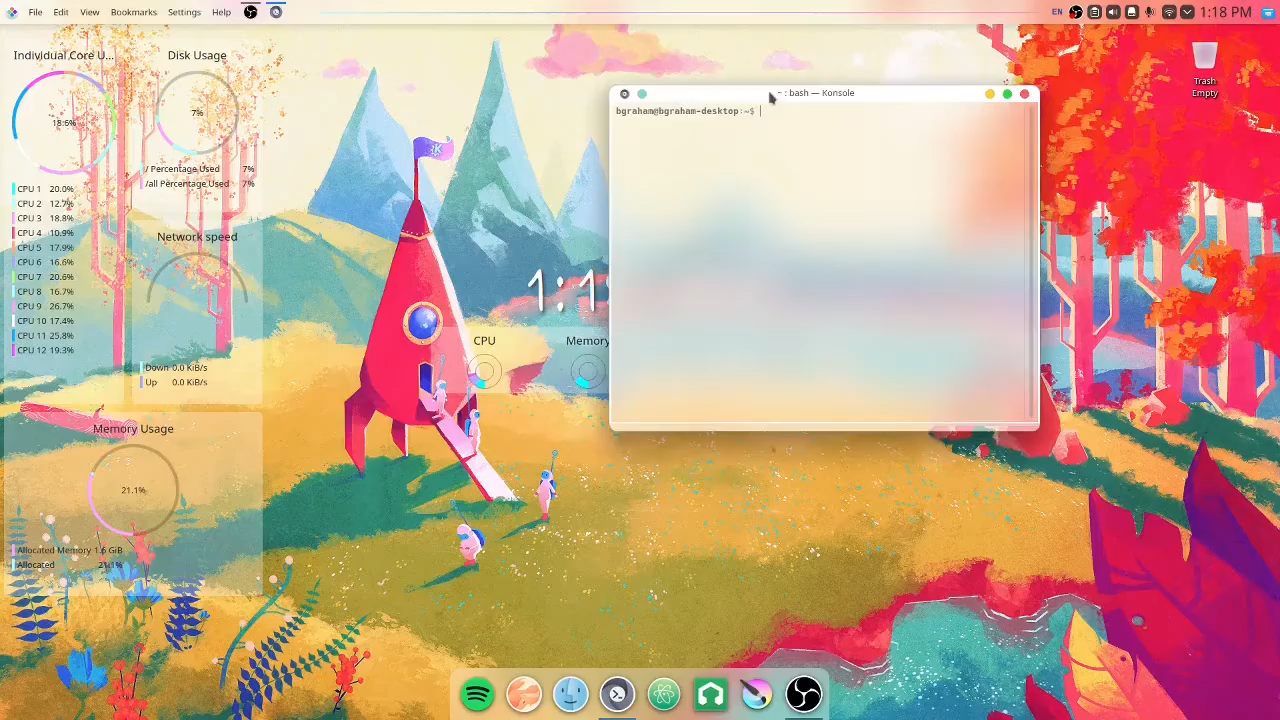 File Edit View Bookmarks Settings Help
EN 1:18 PM
Individual Core U...
18.6%
CPU 1 20.0%
CPU 2 12.7%
CPU 3 18.8%
CPU 4 10.9%
CPU 5 17.9%
CPU 6 16.6%
CPU 7 20.6%
CPU 8 16.7%
CPU 9 26.7%
CPU 10 17.4%
CPU 11 25.8%
CPU 12 19.3%
Disk Usage
7%
/ Percentage Used 7%
/all Percentage Used 7%
Network speed
Down 0.0 KiB/s
Up 0.0 KiB/s
Memory Usage
21.1%
Allocated Memory 1.6 GiB
Allocated 21.1%
K
CPU
Memory
~ : bash — Konsole
bgraham@bgraham-desktop:~$
Trash
Empty